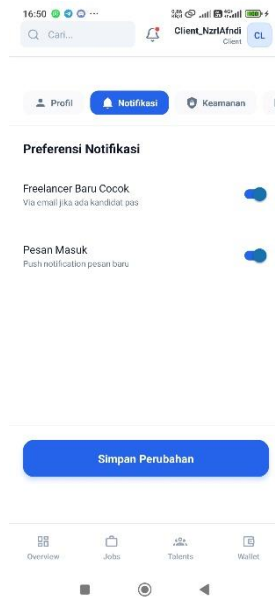 16:50
Cari...
Client_NzrlAfndi
Client
CL
Profil
Notifikasi
Keamanan
Preferensi Notifikasi
Freelancer Baru Cocok
Via email jika ada kandidat pas
Pesan Masuk
Push notification pesan baru
Simpan Perubahan
Overview
Jobs
Talents
Wallet